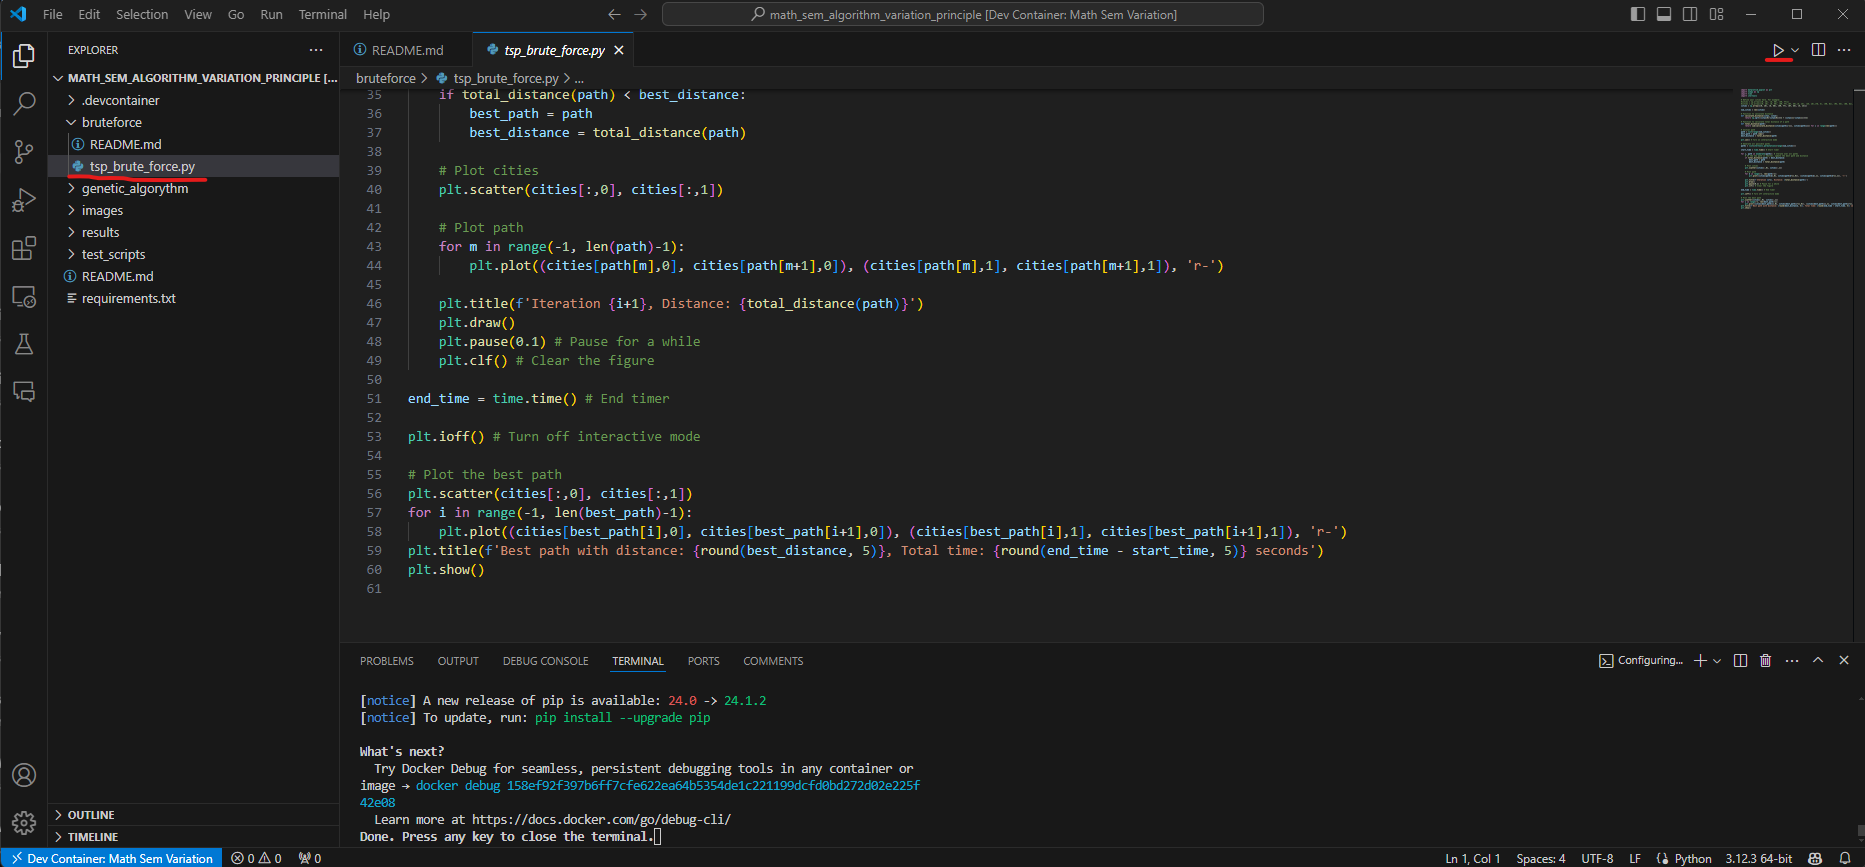 File Edit Selection View Go Run Terminal Help
math_sem_algorithm_variation_principle [Dev Container: Math Sem Variation]
EXPLORER
MATH_SEM_ALGORITHM_VARIATION_PRINCIPLE [...
.devcontainer
bruteforce
README.md
tsp_brute_force.py
genetic_algorythm
images
results
test_scripts
README.md
requirements.txt
OUTLINE
TIMELINE
README.md tsp_brute_force.py
bruteforce > tsp_brute_force.py > ...
35 if total_distance(path) < best_distance:
36 best_path = path
37 best_distance = total_distance(path)
38
39 # Plot cities
40 plt.scatter(cities[:,0], cities[:,1])
41
42 # Plot path
43 for m in range(-1, len(path)-1):
44 plt.plot((cities[path[m],0], cities[path[m+1],0]), (cities[path[m],1], cities[path[m+1],1]), 'r-')
45
46 plt.title(f'Iteration {i+1}, Distance: {total_distance(path)}')
47 plt.draw()
48 plt.pause(0.1) # Pause for a while
49 plt.clf() # Clear the figure
50
51 end_time = time.time() # End timer
52
53 plt.ioff() # Turn off interactive mode
54
55 # Plot the best path
56 plt.scatter(cities[:,0], cities[:,1])
57 for i in range(-1, len(best_path)-1):
58 plt.plot((cities[best_path[i],0], cities[best_path[i+1],0]), (cities[best_path[i],1], cities[best_path[i+1],1]), 'r-')
59 plt.title(f'Best path with distance: {round(best_distance, 5)}, Total time: {round(end_time - start_time, 5)} seconds')
60 plt.show()
61
PROBLEMS OUTPUT DEBUG CONSOLE TERMINAL PORTS COMMENTS
Configuring...
[notice] A new release of pip is available: 24.0 -> 24.1.2
[notice] To update, run: pip install --upgrade pip
What's next?
Try Docker Debug for seamless, persistent debugging tools in any container or
image → docker debug 158ef92f397b6ff7cfe622ea64b5354de1c221199dcfd0bd272d02e225f
42e08
Learn more at https://docs.docker.com/go/debug-cli/
Done. Press any key to close the terminal.
Dev Container: Math Sem Variation 0 0 0 Ln 1, Col 1 Spaces: 4 UTF-8 LF Python 3.12.3 64-bit